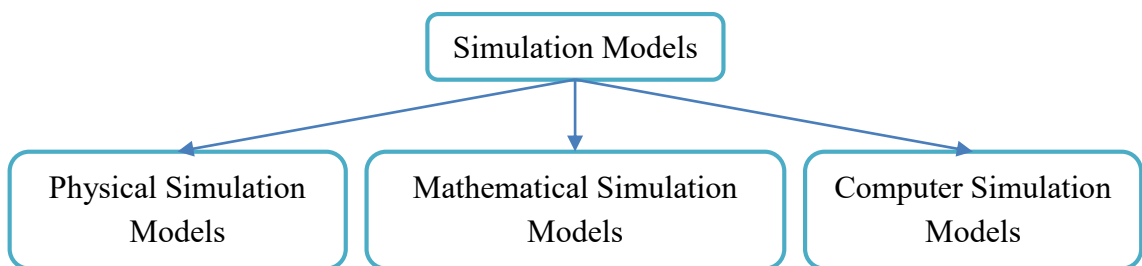 Simulation Models
Physical Simulation
Models
Mathematical Simulation
Models
Computer Simulation
Models